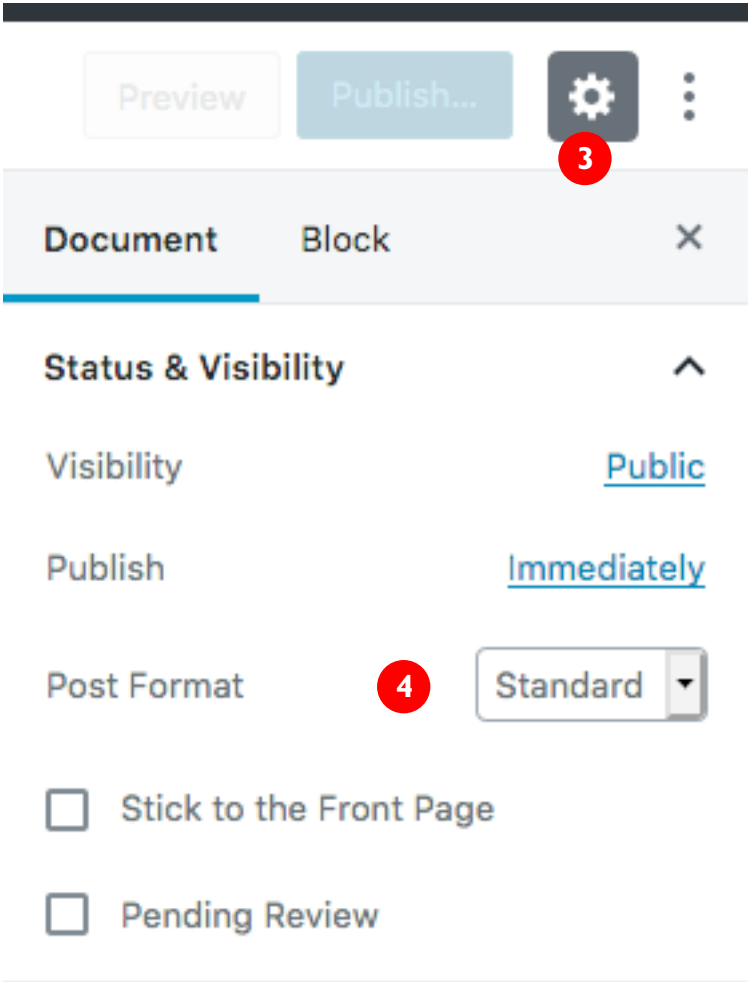 Preview Publish...
3
Document Block
Status & Visibility
Visibility Public
Publish Immediately
Post Format 4 Standard
Stick to the Front Page
Pending Review